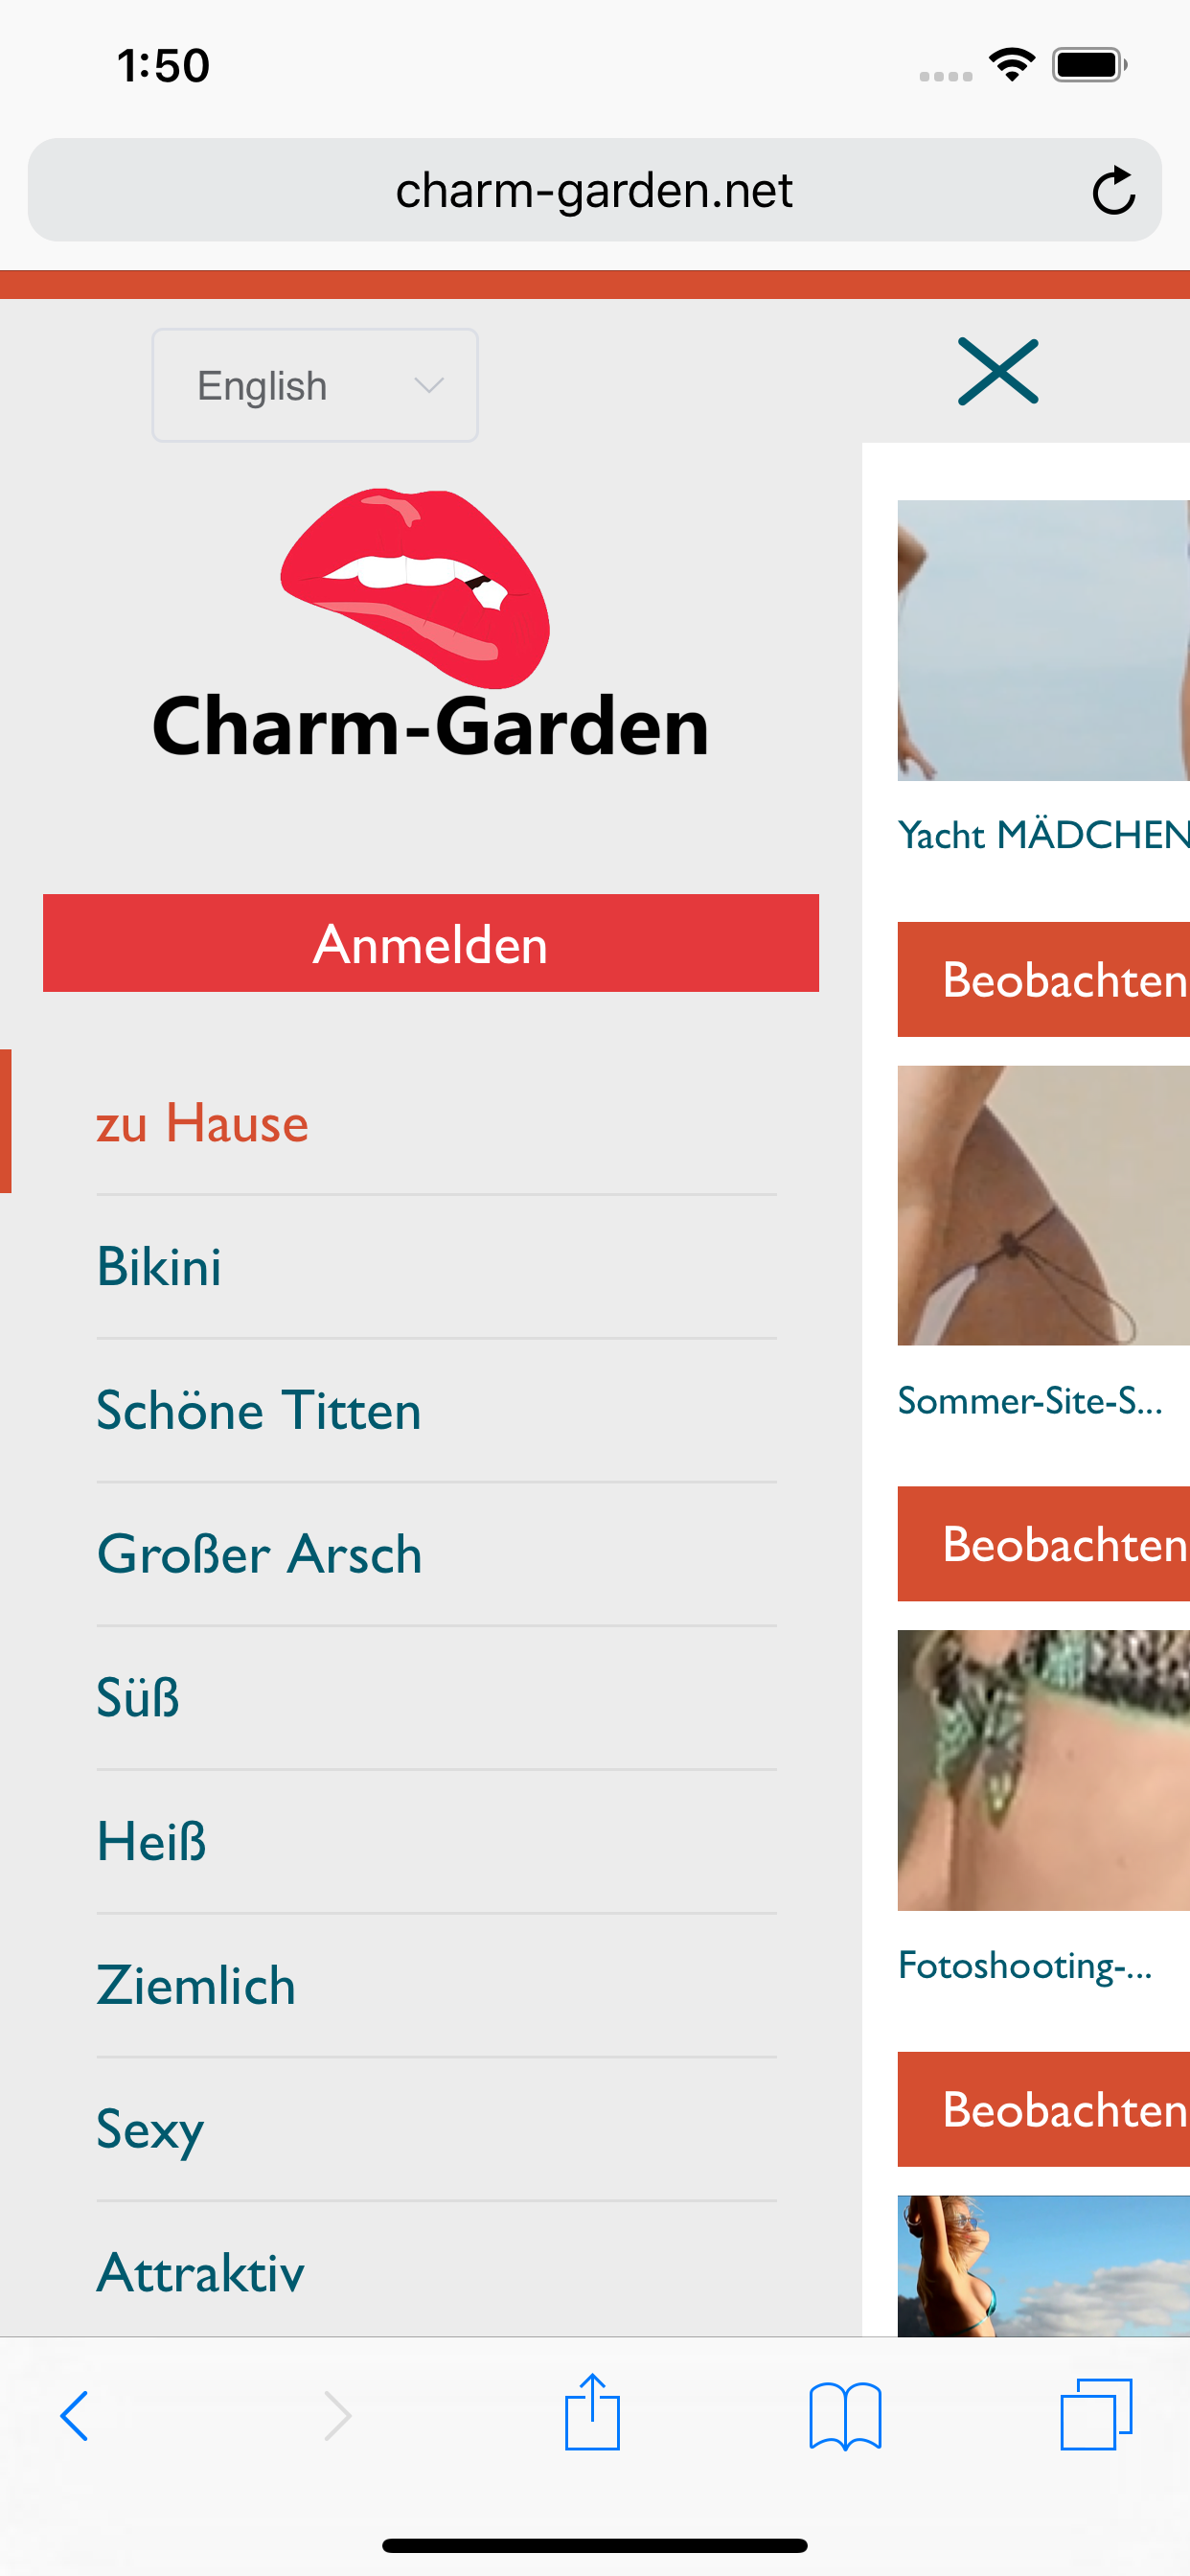 1:50
charm-garden.net
English
Charm-Garden
Anmelden
zu Hause
Bikini
Schöne Titten
Großer Arsch
Süß
Heiß
Ziemlich
Sexy
Attraktiv
Yacht MÄDCHEN
Beobachten
Sommer-Site-S...
Beobachten
Fotoshooting-...
Beobachten